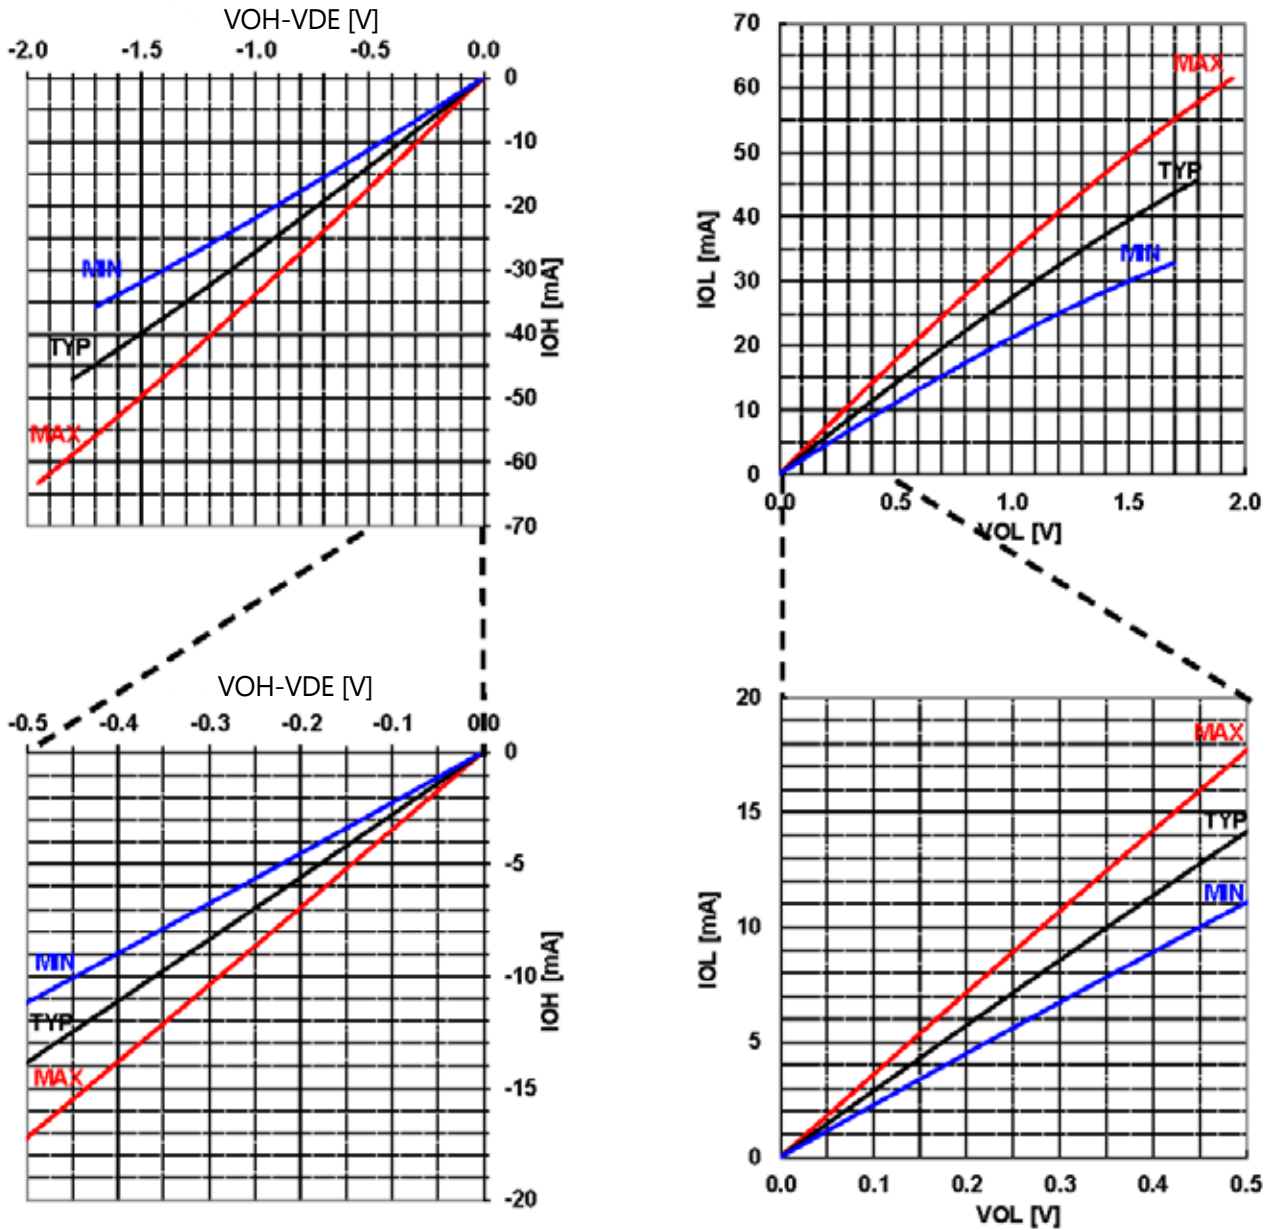 VOH-VDE [V]
-2.0 -1.5 -1.0 -0.5 0.0
0
-10
-20
-30
-40
-50
-60
-70
IOH [mA]
MIN
TYP
MAX
70
60
50
40
30
20
10
0
IOL [mA]
MAX
TYP
MIN
0.0 0.5 1.0 1.5 2.0
VOL [V]
VOH-VDE [V]
-0.5 -0.4 -0.3 -0.2 -0.1 0.0
0
-5
-10
-15
-20
IOH [mA]
MIN
TYP
MAX
20
15
10
5
0
IOL [mA]
MAX
TYP
MIN
0.0 0.1 0.2 0.3 0.4 0.5
VOL [V]